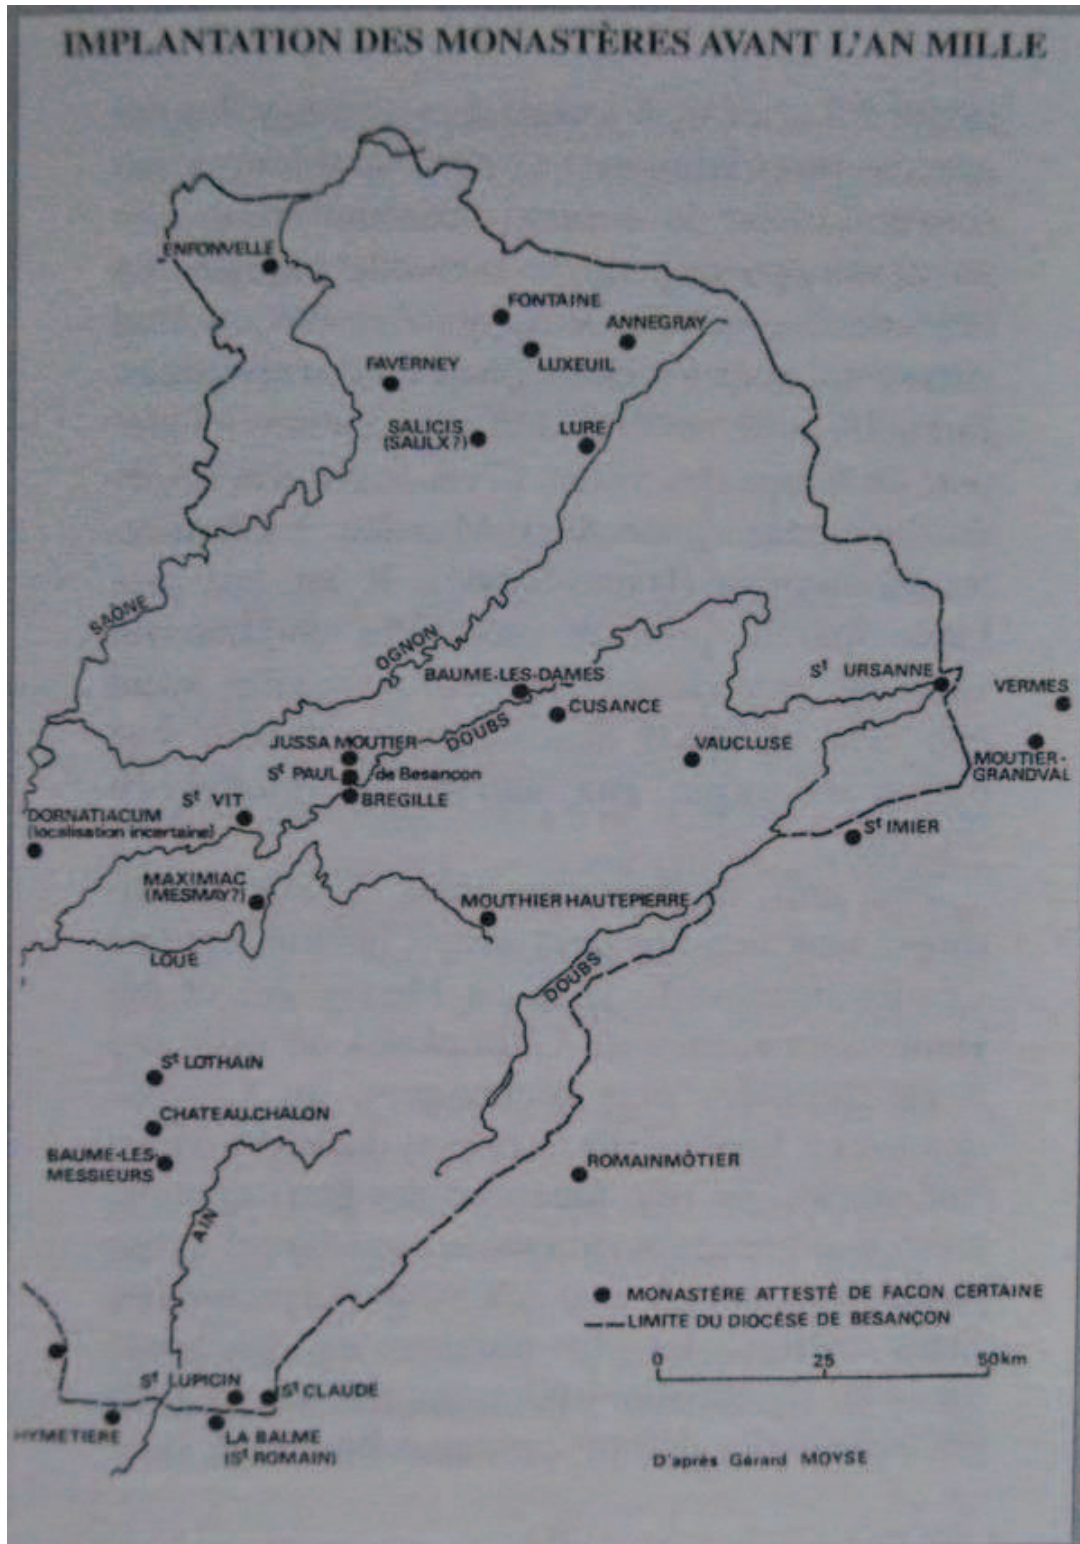 IMPLANTATION DES MONASTÈRES AVANT L'AN MILLE
ENFONVELLE
FONTAINE
ANNEGRAY
LUXEUIL
FAVERNEY
SALICIS
(SAULX?)
LURE
SAÔNE
OGNON
BAUME-LES-DAMES
St URSANNE
VERMES
CUSANCE
DOUBS
JUSSA MOUTIER
VAUCLUSE
MOUTIER-
GRANDVAL
St PAUL de Besançon
BREGILLE
St VIT
DORNATIACUM
(localisation incertaine)
St IMIER
MAXIMIAC
(MESMAY?)
MOUTHIER HAUTEPIERRE
LOUE
DOUBS
St LOTHAIN
CHATEAU-CHALON
BAUME-LES-
MESSIEURS
ROMAINMÔTIER
AIN
MONASTÈRE ATTESTÉ DE FAÇON CERTAINE
LIMITE DU DIOCÈSE DE BESANÇON
0 25 50km
St LUPICIN
St CLAUDE
HYMETIERE
LA BALME
(St ROMAIN)
D'après Gérard MOYSE